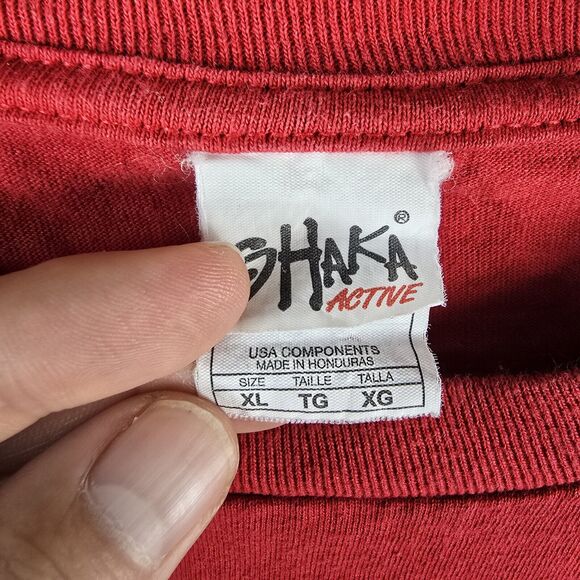 SHAKA®
ACTIVE
USA COMPONENTS
MADE IN HONDURAS
SIZE TAILLE TALLA
XL TG XG